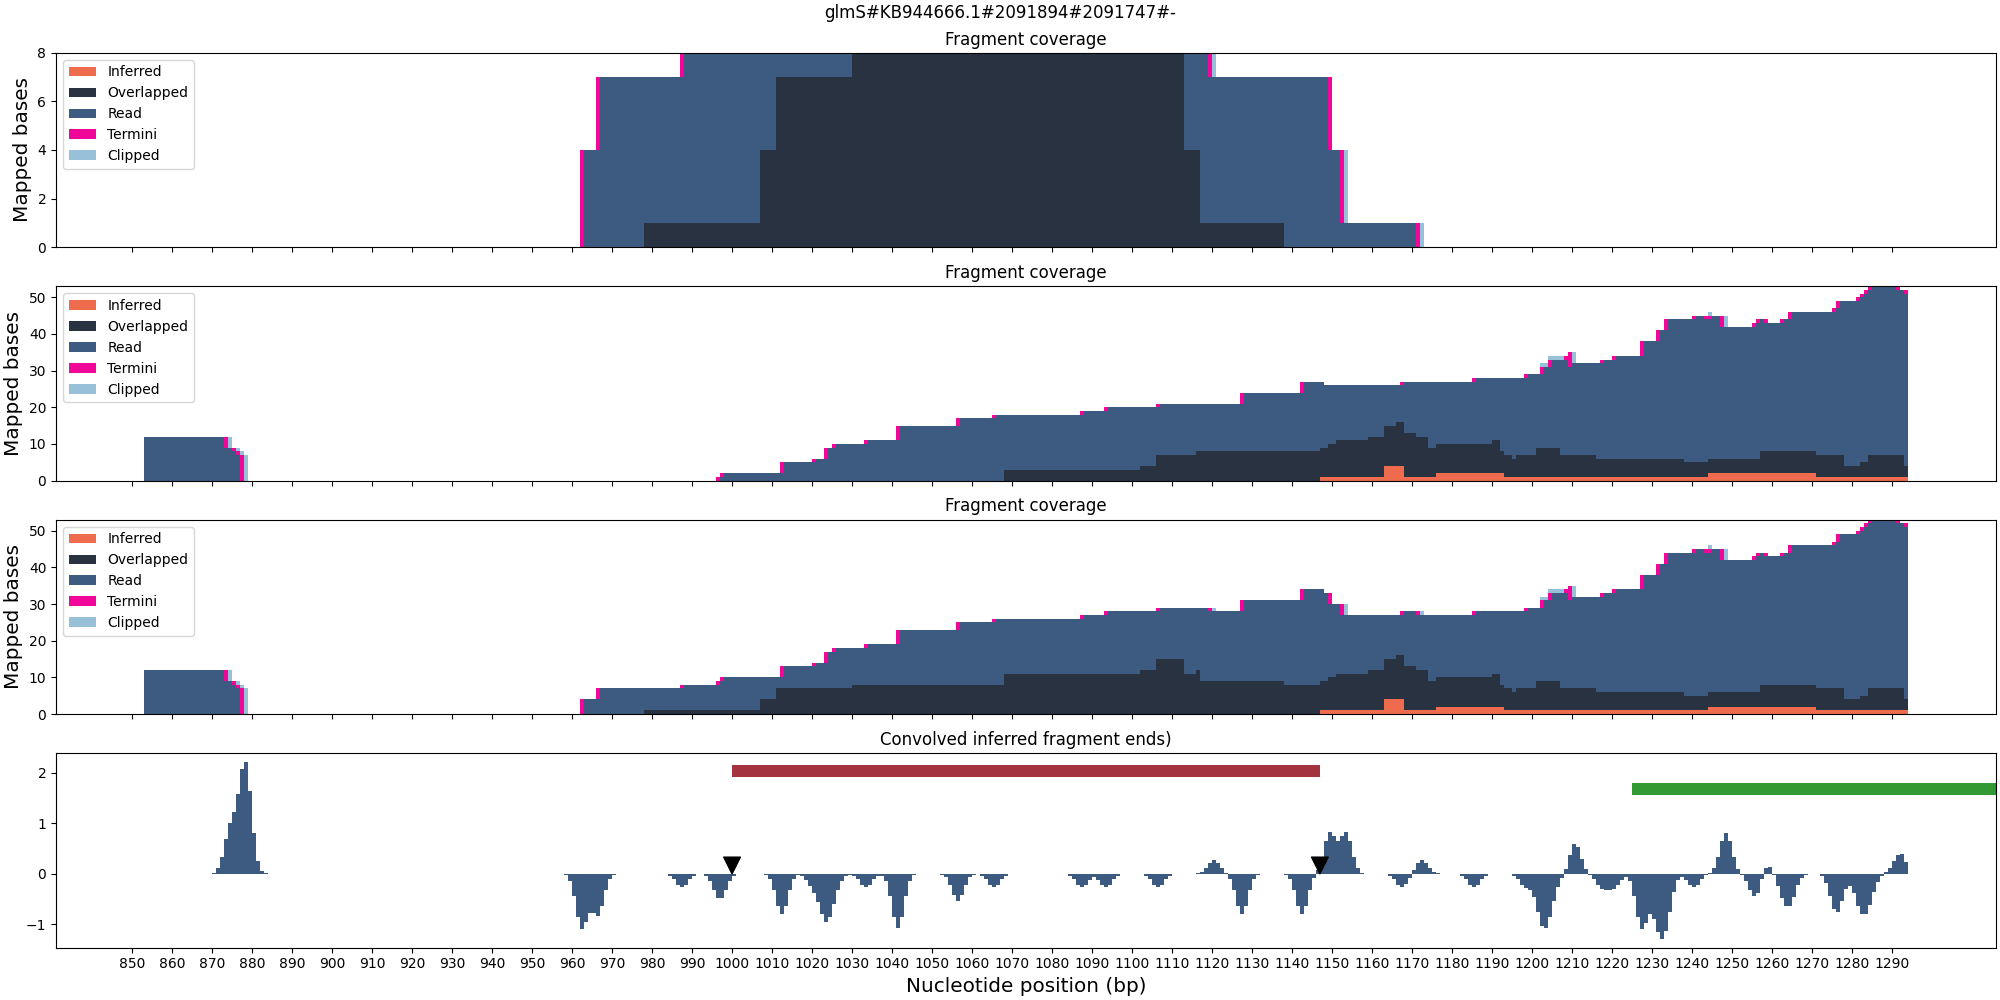 glmS#KB944666.1#2091894#2091747#-
Fragment coverage
Mapped bases
8
6
4
2
0
Inferred
Overlapped
Read
Termini
Clipped
Fragment coverage
Mapped bases
50
40
30
20
10
0
Inferred
Overlapped
Read
Termini
Clipped
Fragment coverage
Mapped bases
50
40
30
20
10
0
Inferred
Overlapped
Read
Termini
Clipped
Convolved inferred fragment ends)
2
1
0
−1
850 860 870 880 890 900 910 920 930 940 950 960 970 980 990 1000 1010 1020 1030 1040 1050 1060 1070 1080 1090 1100 1110 1120 1130 1140 1150 1160 1170 1180 1190 1200 1210 1220 1230 1240 1250 1260 1270 1280 1290
Nucleotide position (bp)